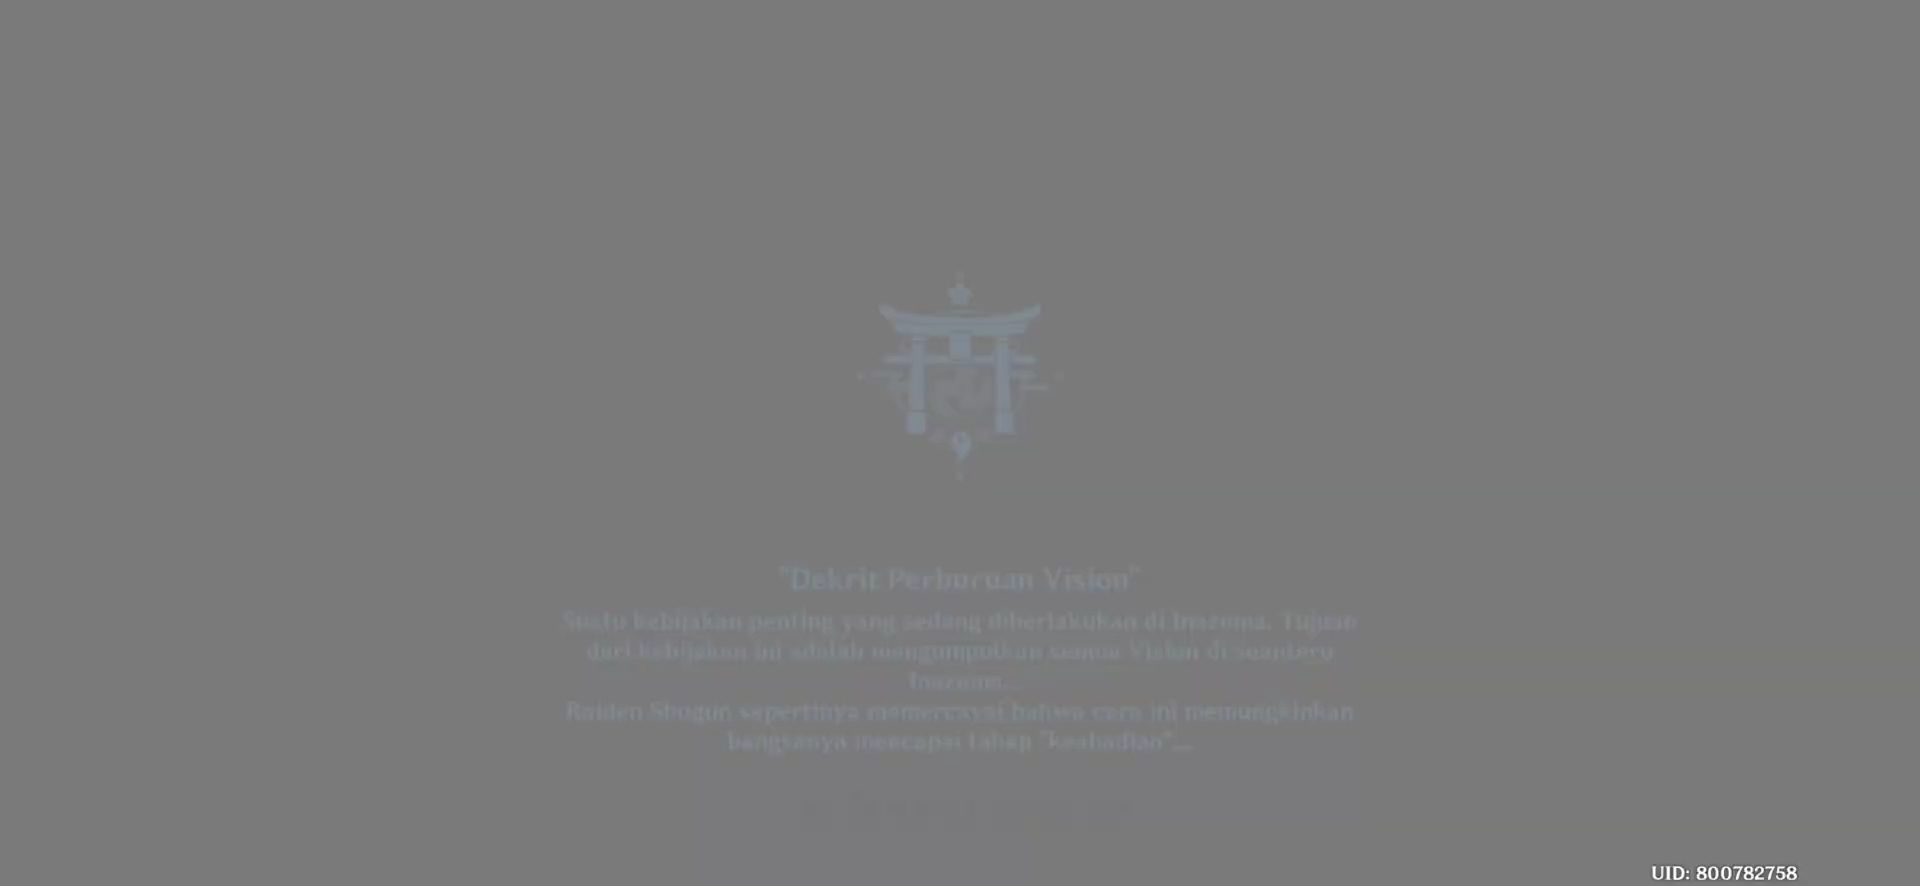 "Dekrit Perburuan Vision"
Suatu kebijakan penting yang sedang diberlakukan di Inazuma. Tujuan
dari kebijakan ini adalah mengumpulkan semua Vision di seantero
Inazuma...
Raiden Shogun sepertinya memercayai bahwa cara ini memungkinkan
bangsanya mencapai tahap "keabadian"...
UID: 800782758